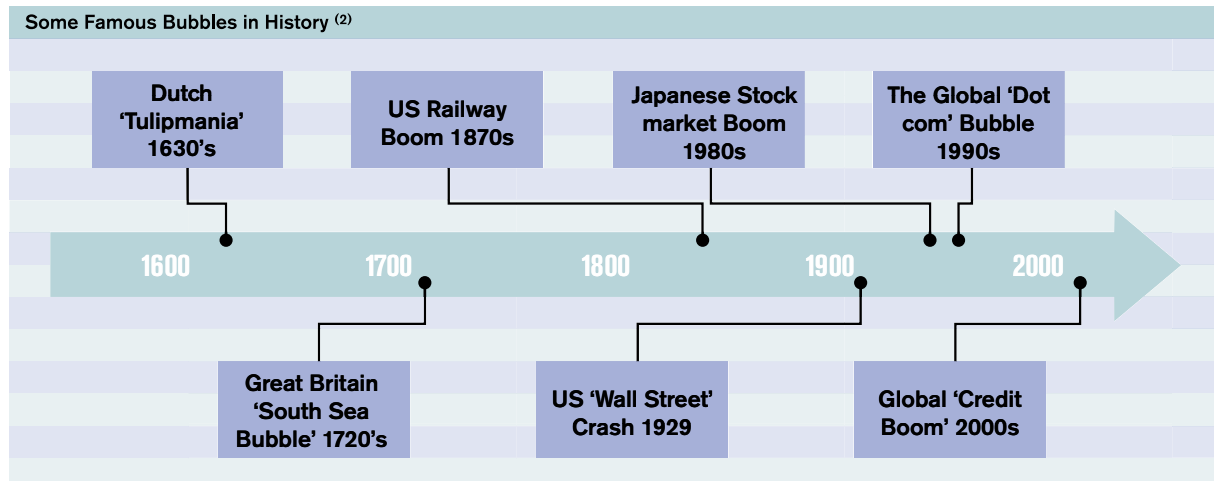 Some Famous Bubbles in History (2)
Dutch
‘Tulipmania’
1630’s
US Railway
Boom 1870s
Japanese Stock
market Boom
1980s
The Global ‘Dot
com’ Bubble
1990s
1600
1700
1800
1900
2000
Great Britain
‘South Sea
Bubble’ 1720’s
US ‘Wall Street’
Crash 1929
Global ‘Credit
Boom’ 2000s